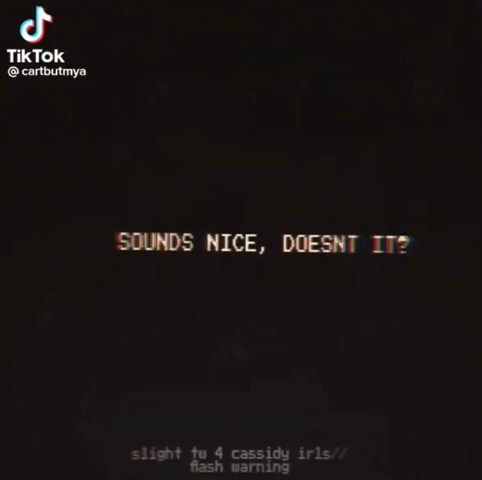 TikTok
@ cartbutmya
SOUNDS NICE, DOESNT IT?
slight tw 4 cassidy irls//
flash warning